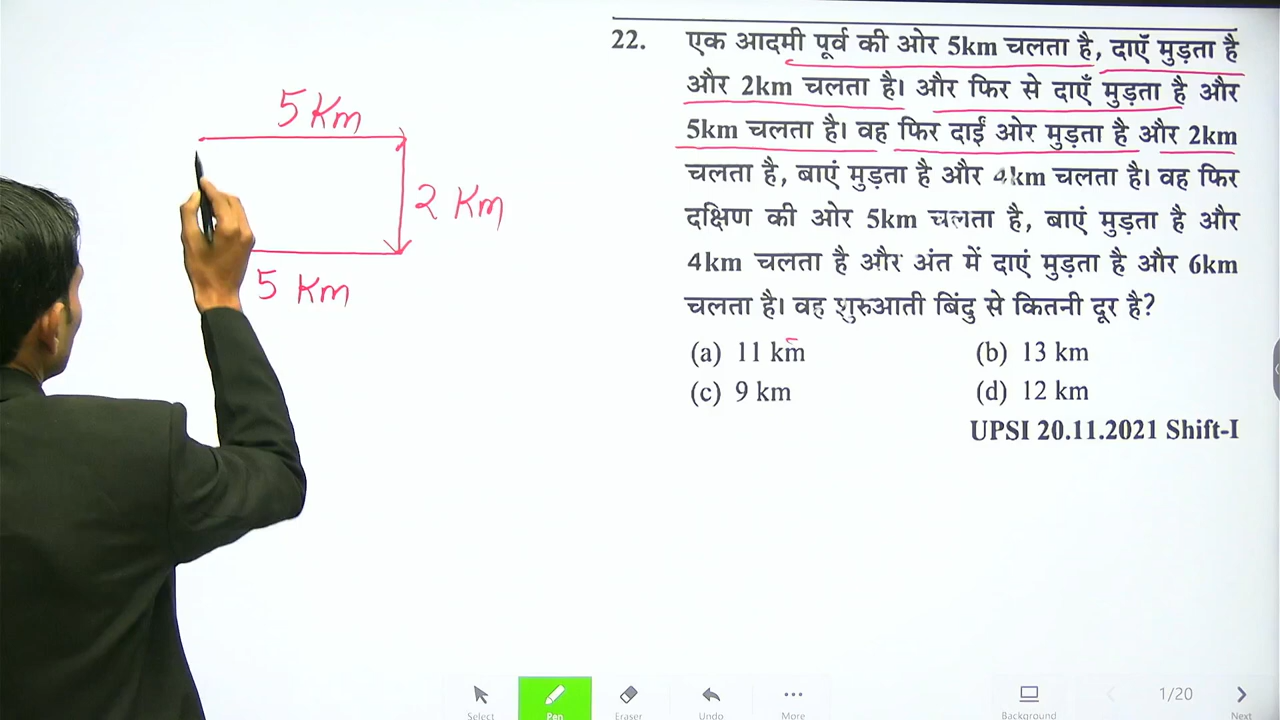 22. एक आदमी पूर्व की ओर 5km चलता है, दाएँ मुड़ता है
और 2km चलता है। और फिर से दाएँ मुड़ता है और
5km चलता है। वह फिर दाईं ओर मुड़ता है और 2km
चलता है, बाएं मुड़ता है और 4km चलता है। वह फिर
दक्षिण की ओर 5km चलता है, बाएं मुड़ता है और
4km चलता है और अंत में दाएं मुड़ता है और 6km
चलता है। वह शुरुआती बिंदु से कितनी दूर है?
(a) 11 km (b) 13 km
(c) 9 km (d) 12 km
UPSI 20.11.2021 Shift-I
5 Km
2 Km
5 Km
Select Pen Eraser Undo More Background 1/20 Next